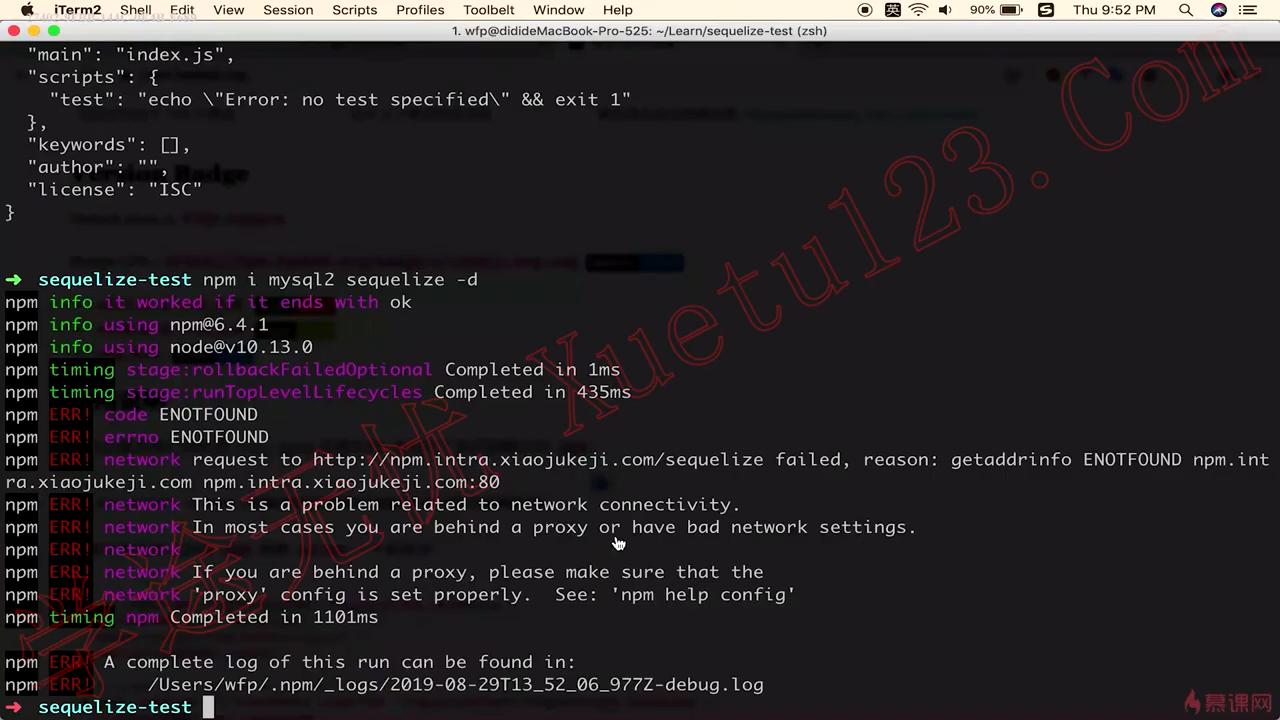 iTerm2 Shell Edit View Session Scripts Profiles Toolbelt Window Help 英 90% S Thu 9:52 PM
1. wfp@didideMacBook-Pro-525: ~/Learn/sequelize-test (zsh)
"main": "index.js",
"scripts": {
"test": "echo \"Error: no test specified\" && exit 1"
},
"keywords": [],
"author": "",
"license": "ISC"
}
➜ sequelize-test npm i mysql2 sequelize -d
npm info it worked if it ends with ok
npm info using npm@6.4.1
npm info using node@v10.13.0
npm timing stage:rollbackFailedOptional Completed in 1ms
npm timing stage:runTopLevelLifecycles Completed in 435ms
npm ERR! code ENOTFOUND
npm ERR! errno ENOTFOUND
npm ERR! network request to http://npm.intra.xiaojukeji.com/sequelize failed, reason: getaddrinfo ENOTFOUND npm.int
ra.xiaojukeji.com npm.intra.xiaojukeji.com:80
npm ERR! network This is a problem related to network connectivity.
npm ERR! network In most cases you are behind a proxy or have bad network settings.
npm ERR! network
npm ERR! network If you are behind a proxy, please make sure that the
npm ERR! network 'proxy' config is set properly.  See: 'npm help config'
npm timing npm Completed in 1101ms
npm ERR! A complete log of this run can be found in:
npm ERR!     /Users/wfp/.npm/_logs/2019-08-29T13_52_06_977Z-debug.log
➜ sequelize-test
学途无忧 Xuetu123.Com
慕课网